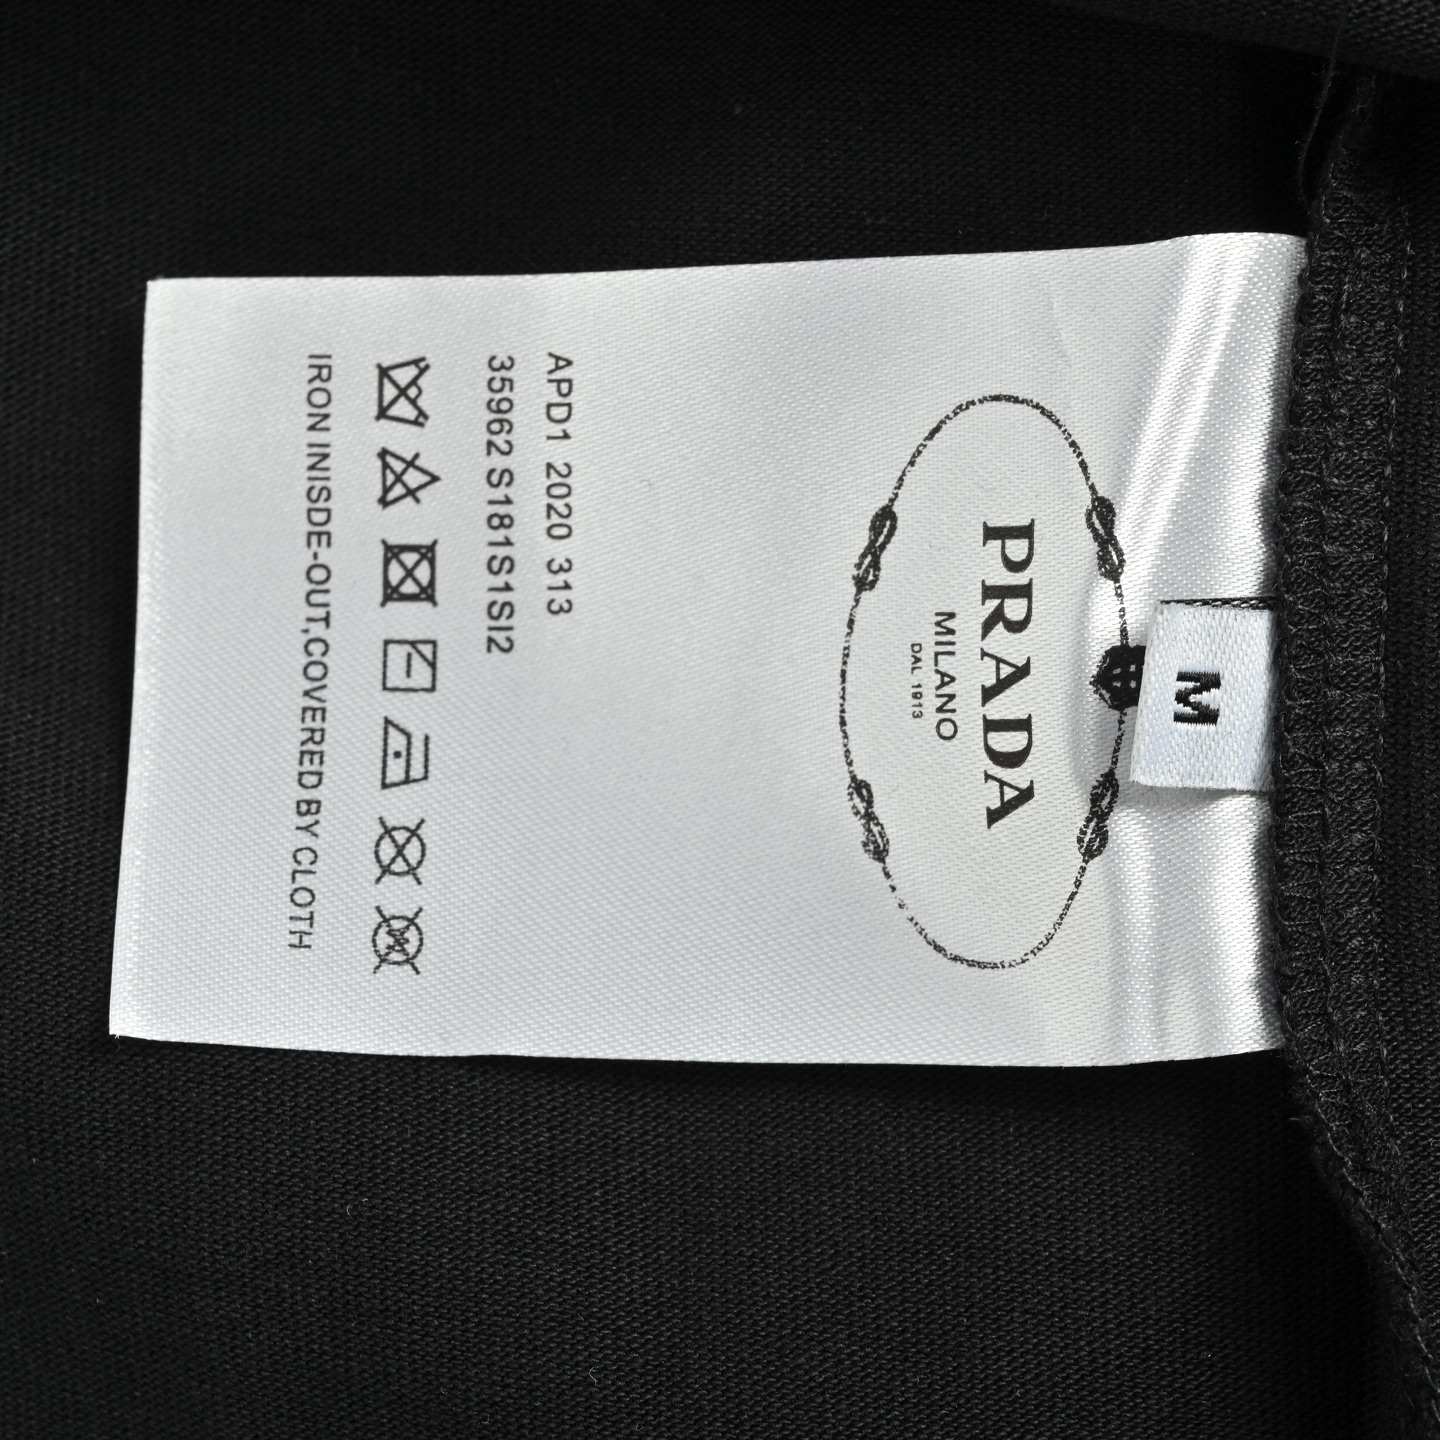 M
PRADA
MILANO
DAL 1913
APD1 2020 313
35962 S181S1SI2
IRON INISDE-OUT,COVERED BY CLOTH